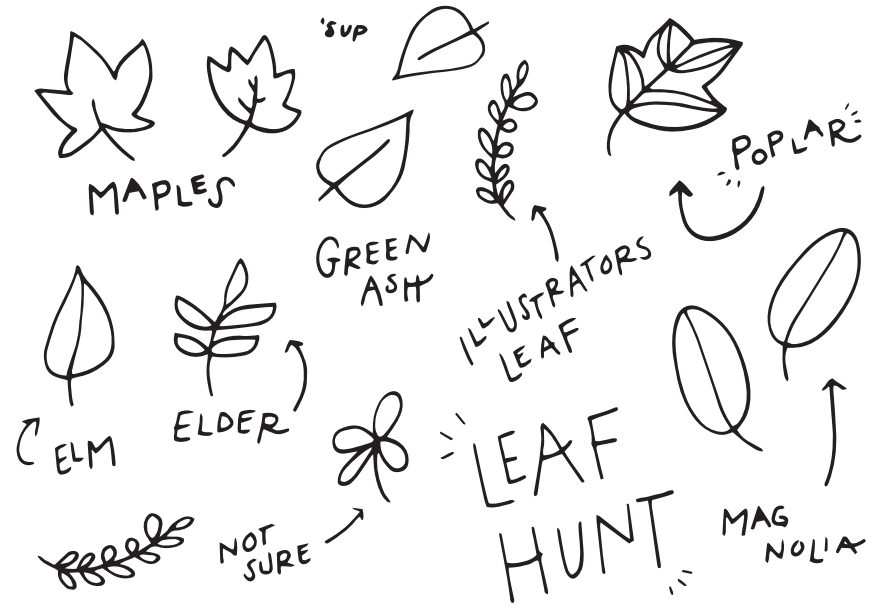 'SUP
MAPLES
POPLAR
GREEN
ASH
ILLUSTRATORS
LEAF
ELDER
ELM
LEAF
HUNT
NOT
SURE
MAG
NOLIA